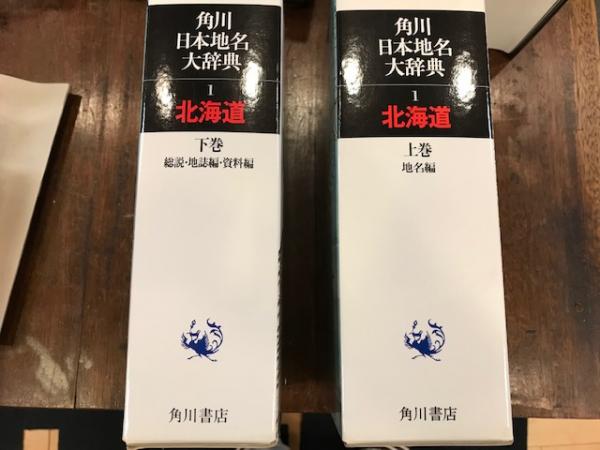 角川
日本地名
大辞典
1
北海道
下巻
総説・地誌編・資料編
角川書店
角川
日本地名
大辞典
1
北海道
上巻
地名編
角川書店